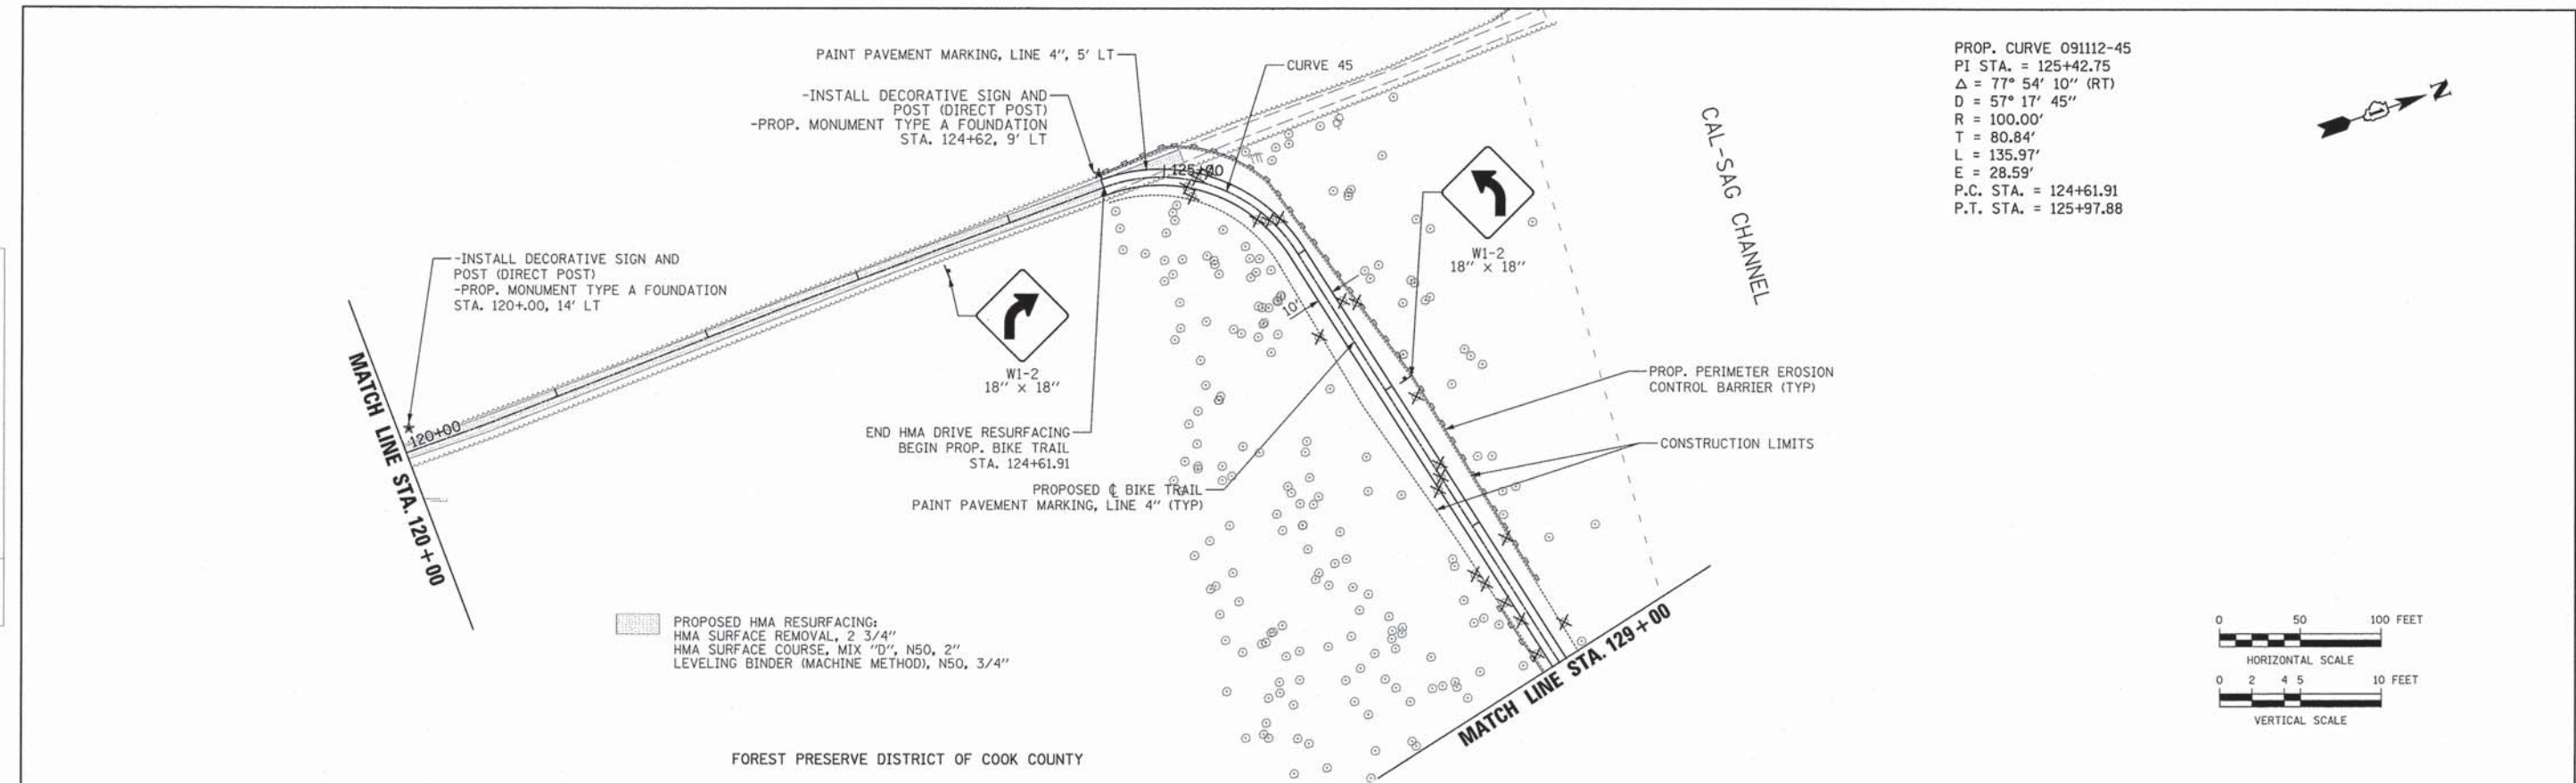 PAINT PAVEMENT MARKING, LINE 4", 5' LT
CURVE 45
-INSTALL DECORATIVE SIGN AND
POST (DIRECT POST)
-PROP. MONUMENT TYPE A FOUNDATION
STA. 124+62, 9' LT
PROP. CURVE 091112-45
PI STA. = 125+42.75
Δ = 77° 54' 10" (RT)
D = 57° 17' 45"
R = 100.00'
T = 80.84'
L = 135.97'
E = 28.59'
P.C. STA. = 124+61.91
P.T. STA. = 125+97.88
N
CAL-SAG CHANNEL
125+00
-INSTALL DECORATIVE SIGN AND
POST (DIRECT POST)
-PROP. MONUMENT TYPE A FOUNDATION
STA. 120+.00, 14' LT
W1-2
18" × 18"
W1-2
18" × 18"
10'
MATCH LINE STA. 120+00
120+00
PROP. PERIMETER EROSION
CONTROL BARRIER (TYP)
END HMA DRIVE RESURFACING
BEGIN PROP. BIKE TRAIL
STA. 124+61.91
CONSTRUCTION LIMITS
PROPOSED ℄ BIKE TRAIL
PAINT PAVEMENT MARKING, LINE 4" (TYP)
PROPOSED HMA RESURFACING:
HMA SURFACE REMOVAL, 2 3/4"
HMA SURFACE COURSE, MIX "D", N50, 2"
LEVELING BINDER (MACHINE METHOD), N50, 3/4"
MATCH LINE STA. 129+00
0 50 100 FEET
HORIZONTAL SCALE
0 2 4 5 10 FEET
VERTICAL SCALE
FOREST PRESERVE DISTRICT OF COOK COUNTY